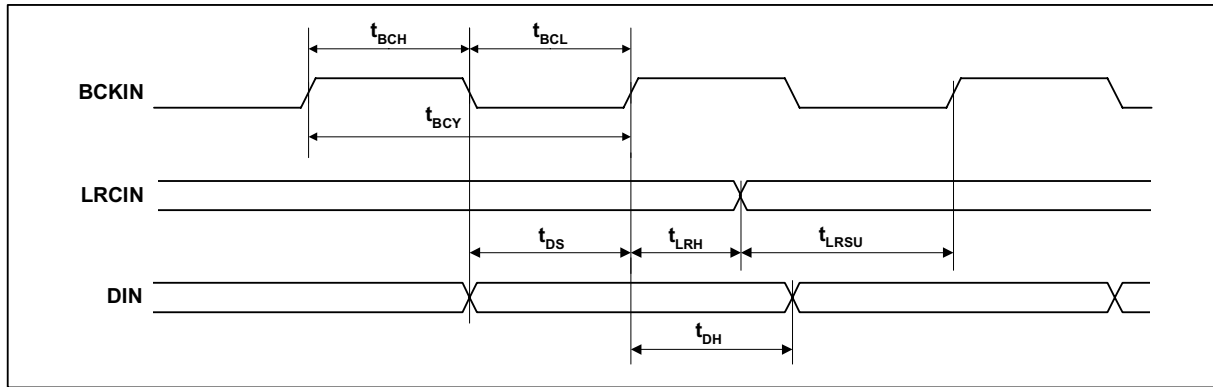 tBCH
tBCL
BCKIN
tBCY
LRCIN
tDS
tLRH
tLRSU
DIN
tDH